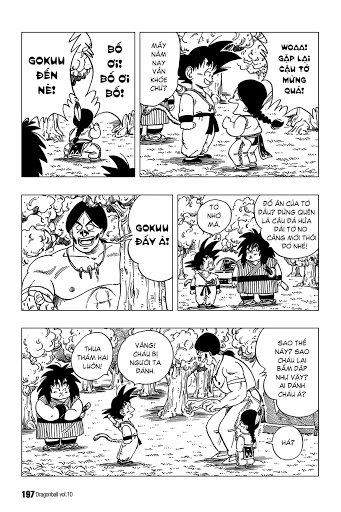 BỐ
ƠI!
BỐ ƠI
BỐ!
GOKUU
ĐẾN
NÈ!
WOAA!
GẶP LẠI
CẬU TỚ
MỪNG
QUÁ!
MẤY
NĂM
NAY
VẪN
KHỎE
CHỨ?
GOKUU
ĐẤY À!
TỚ
NHỚ
MÀ.
ĐỒ ĂN CỦA TỚ
ĐÂU? ĐỪNG QUÊN
LÀ CẬU ĐÃ HỨA
ĐÃI TỚ NO
CĂNG MỚI THÔI
ĐÓ NHÉ!
THUA
THẢM HẠI
LUÔN!
VÂNG!
CHÁU BỊ
NGƯỜI TA
ĐÁNH.
SAO THẾ
NÀY? SAO
CHÁU LẠI
BẦM DẬP
NHƯ VẬY?
AI ĐÁNH
CHÁU À?
HẢ?
197 Dragonball vol.10